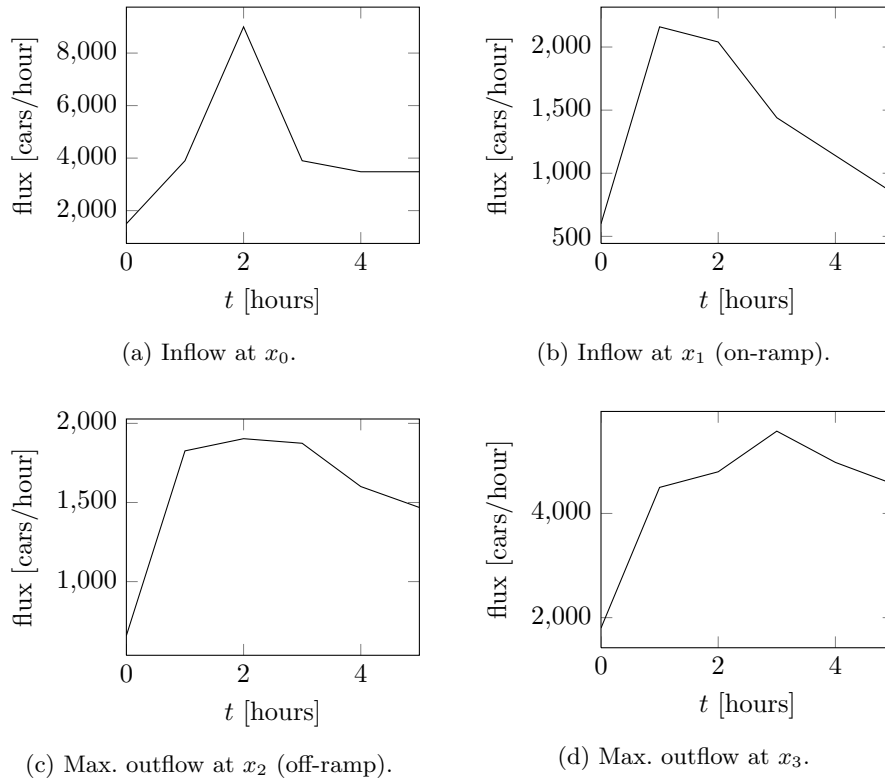 8,000
6,000
4,000
2,000
flux [cars/hour]
0 2 4
t [hours]
(a) Inflow at x₀.
2,000
1,500
1,000
500
flux [cars/hour]
0 2 4
t [hours]
(b) Inflow at x₁ (on-ramp).
2,000
1,500
1,000
flux [cars/hour]
0 2 4
t [hours]
(c) Max. outflow at x₂ (off-ramp).
4,000
2,000
flux [cars/hour]
0 2 4
t [hours]
(d) Max. outflow at x₃.